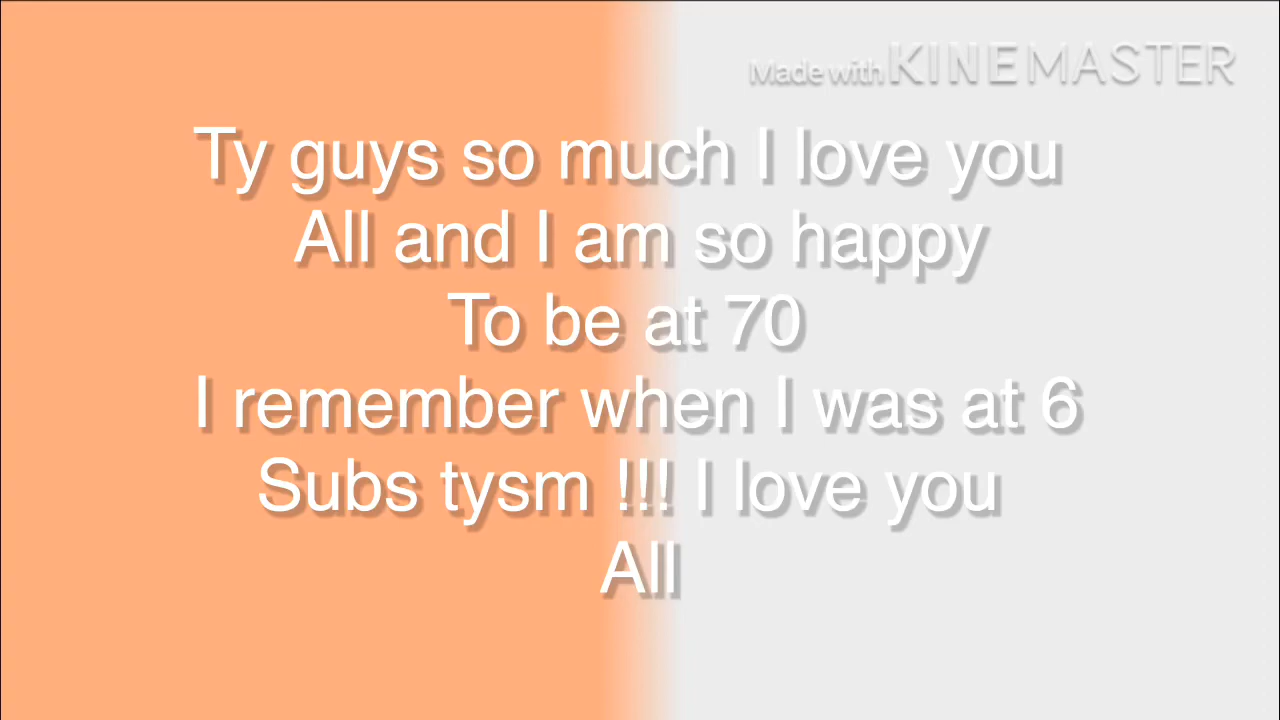 Made with KINEMASTER
Ty guys so much I love you
All and I am so happy
To be at 70
I remember when I was at 6
Subs tysm !!! I love you
All